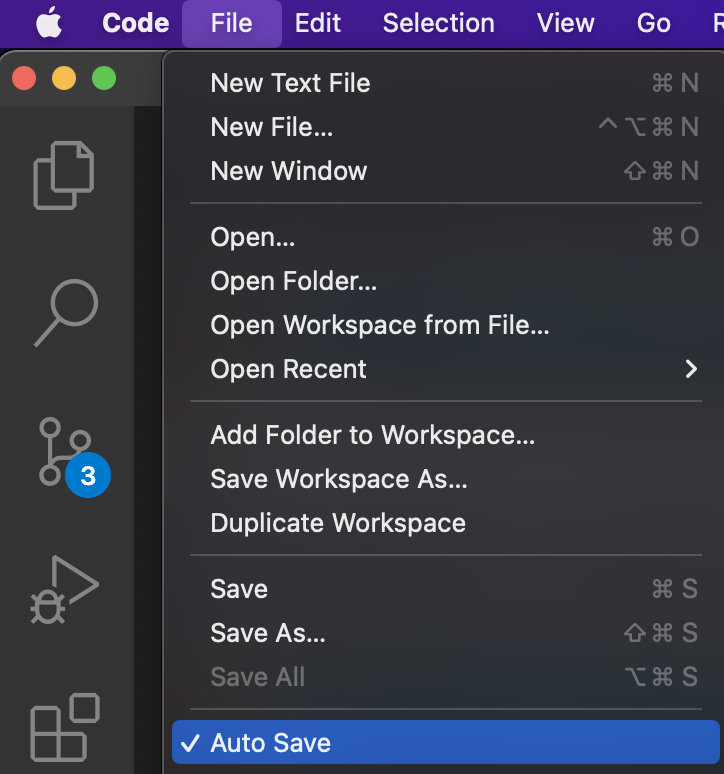 Code File Edit Selection View Go
New Text File ⌘ N
New File... ^ ⌥ ⌘ N
New Window ⇧ ⌘ N
Open... ⌘ O
Open Folder...
Open Workspace from File...
Open Recent
Add Folder to Workspace...
3
Save Workspace As...
Duplicate Workspace
Save ⌘ S
Save As... ⇧ ⌘ S
Save All ⌥ ⌘ S
✓ Auto Save